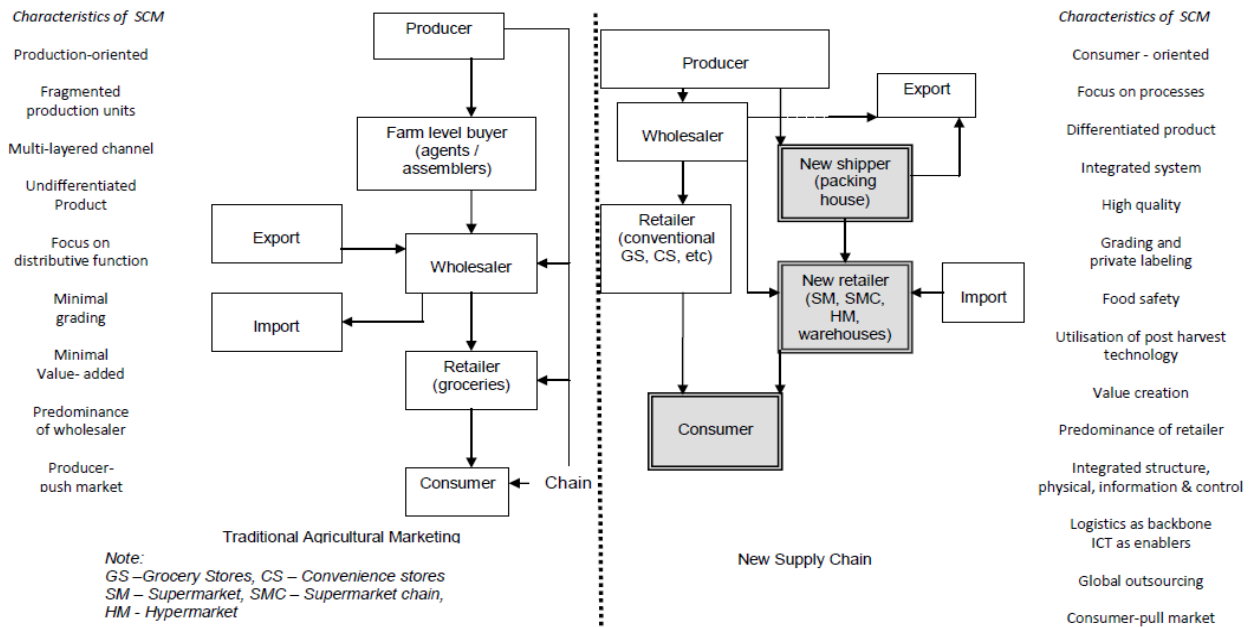 Characteristics of SCM
Production-oriented
Fragmented
production units
Multi-layered channel
Undifferentiated
Product
Focus on
distributive function
Minimal
grading
Minimal
Value- added
Predominance
of wholesaler
Producer-
push market
Producer
Farm level buyer
(agents /
assemblers)
Export
Wholesaler
Import
Retailer
(groceries)
Consumer
Chain
Traditional Agricultural Marketing
Note:
GS –Grocery Stores, CS – Convenience stores
SM – Supermarket, SMC – Supermarket chain,
HM - Hypermarket
Producer
Export
Wholesaler
New shipper
(packing
house)
Retailer
(conventional
GS, CS, etc)
New retailer
(SM, SMC,
HM,
warehouses)
Import
Consumer
New Supply Chain
Characteristics of SCM
Consumer - oriented
Focus on processes
Differentiated product
Integrated system
High quality
Grading and
private labeling
Food safety
Utilisation of post harvest
technology
Value creation
Predominance of retailer
Integrated structure,
physical, information & control
Logistics as backbone
ICT as enablers
Global outsourcing
Consumer-pull market